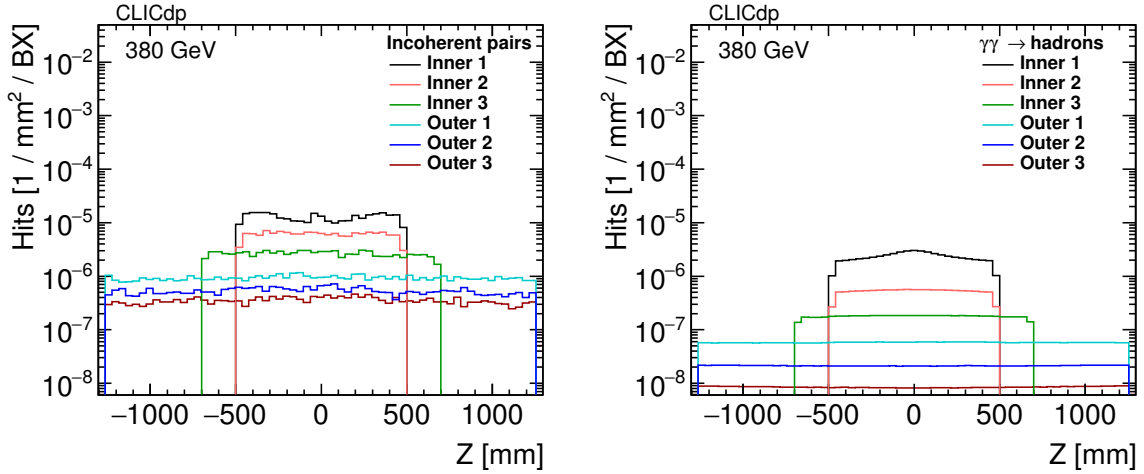 CLICdp
380 GeV
Incoherent pairs
Inner 1
Inner 2
Inner 3
Outer 1
Outer 2
Outer 3
Hits [1 / mm² / BX]
10⁻²
10⁻³
10⁻⁴
10⁻⁵
10⁻⁶
10⁻⁷
10⁻⁸
−1000 −500 0 500 1000
Z [mm]
CLICdp
380 GeV
γγ → hadrons
Inner 1
Inner 2
Inner 3
Outer 1
Outer 2
Outer 3
Hits [1 / mm² / BX]
10⁻²
10⁻³
10⁻⁴
10⁻⁵
10⁻⁶
10⁻⁷
10⁻⁸
−1000 −500 0 500 1000
Z [mm]